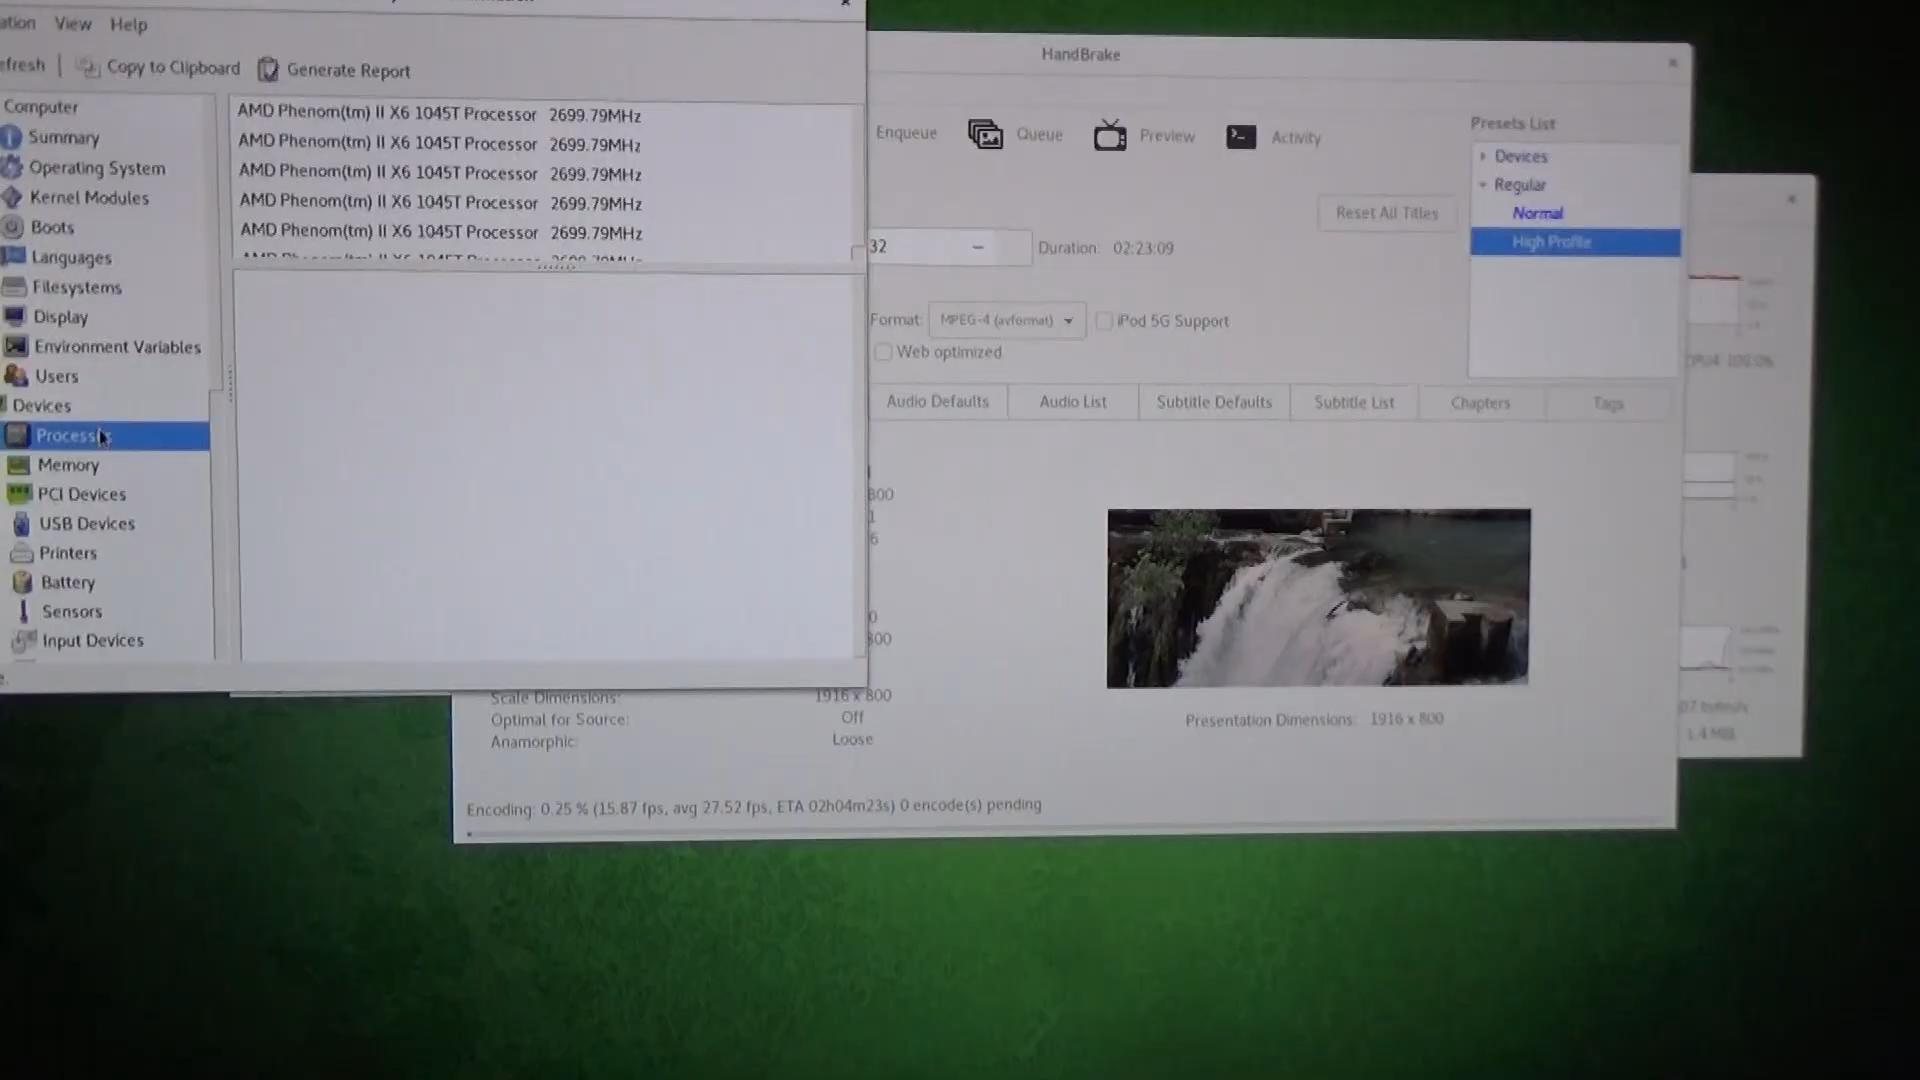 View Help
Copy to Clipboard Generate Report
Computer
Summary
Operating System
Kernel Modules
Boots
Languages
Filesystems
Display
Environment Variables
Users
Devices
Processor
Memory
PCI Devices
USB Devices
Printers
Battery
Sensors
Input Devices
AMD Phenom(tm) II X6 1045T Processor 2699.79MHz
AMD Phenom(tm) II X6 1045T Processor 2699.79MHz
AMD Phenom(tm) II X6 1045T Processor 2699.79MHz
AMD Phenom(tm) II X6 1045T Processor 2699.79MHz
AMD Phenom(tm) II X6 1045T Processor 2699.79MHz
HandBrake
Enqueue Queue Preview Activity
Presets List
Devices
Regular
Normal
High Profile
Reset All Titles
32 Duration: 02:23:09
Format: MPEG-4 (avformat) iPod 5G Support
Web optimized
Audio Defaults Audio List Subtitle Defaults Subtitle List Chapters Tags
Scale Dimensions: 1916 x 800
Optimal for Source: Off
Anamorphic: Loose
Presentation Dimensions: 1916 x 800
Encoding: 0.25 % (15.87 fps, avg 27.52 fps, ETA 02h04m23s) 0 encode(s) pending